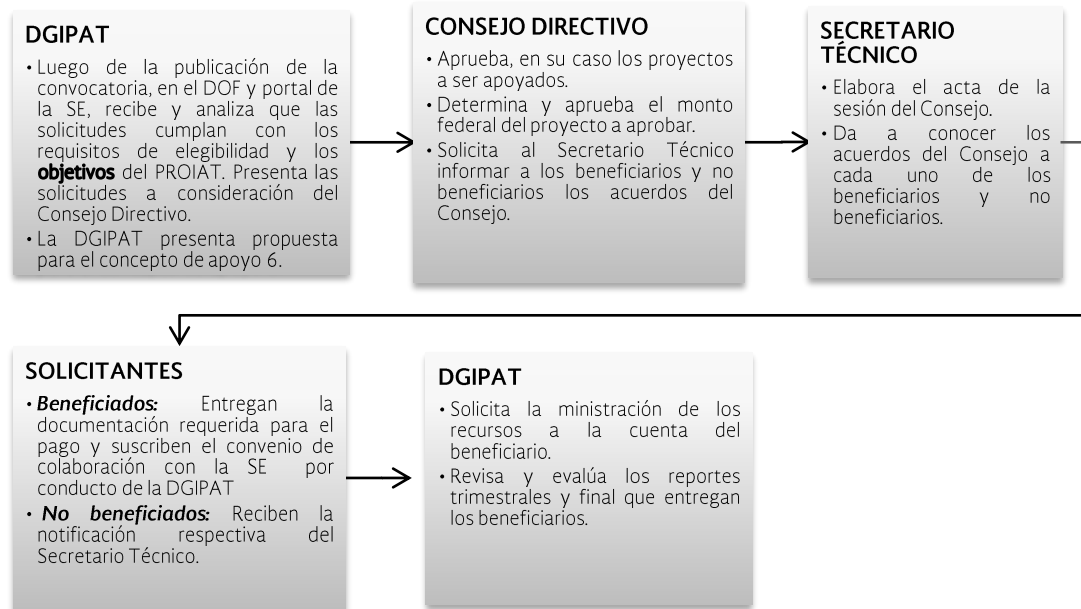 DGIPAT
• Luego de la publicación de la
convocatoria, en el DOF y portal de
la SE, recibe y analiza que las
solicitudes cumplan con los
requisitos de elegibilidad y los
objetivos del PROIAT. Presenta las
solicitudes a consideración del
Consejo Directivo.
• La DGIPAT presenta propuesta
para el concepto de apoyo 6.
CONSEJO DIRECTIVO
• Aprueba, en su caso los proyectos
a ser apoyados.
• Determina y aprueba el monto
federal del proyecto a aprobar.
• Solicita al Secretario Técnico
informar a los beneficiarios y no
beneficiarios los acuerdos del
Consejo.
SECRETARIO
TÉCNICO
• Elabora el acta de la
sesión del Consejo.
• Da a conocer los
acuerdos del Consejo a
cada uno de los
beneficiarios y no
beneficiarios.
SOLICITANTES
• Beneficiados: Entregan la
documentación requerida para el
pago y suscriben el convenio de
colaboración con la SE por
conducto de la DGIPAT
• No beneficiados: Reciben la
notificación respectiva del
Secretario Técnico.
DGIPAT
• Solicita la ministración de los
recursos a la cuenta del
beneficiario.
• Revisa y evalúa los reportes
trimestrales y final que entregan
los beneficiarios.